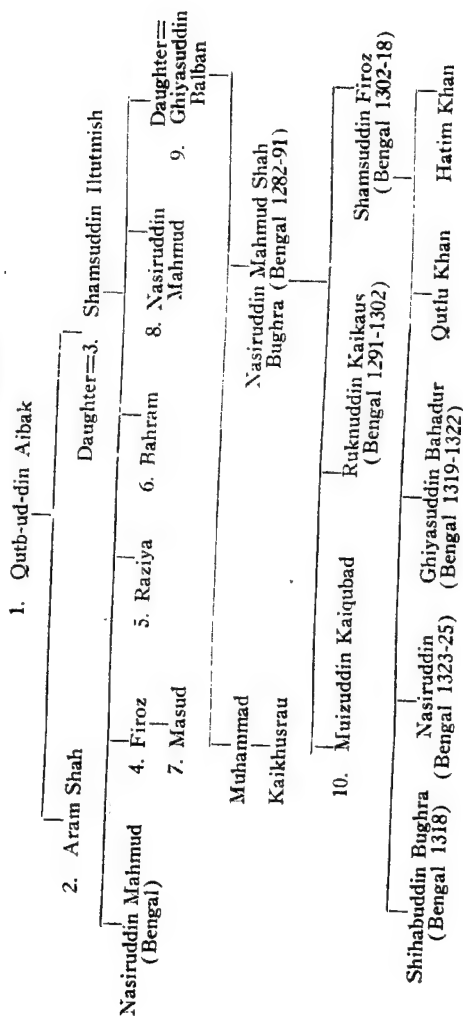 1. Qutb-ud-din Aibak
2. Aram Shah
Daughter=3. Shamsuddin Iltutmish
Nasiruddin Mahmud
(Bengal)
4. Firoz
5. Raziya
6. Bahram
8. Nasiruddin
Mahmud
9. Daughter=
Ghiyasuddin
Balban
7. Masud
Muhammad
Nasiruddin Mahmud Shah
Bughra (Bengal 1282-91)
Kaikhusrau
10. Muizuddin Kaiqubad
Ruknuddin Kaikaus
(Bengal 1291-1302)
Shamsuddin Firoz
(Bengal 1302-18)
Shihabuddin Bughra
(Bengal 1318)
Nasiruddin
(Bengal 1323-25)
Ghiyasuddin Bahadur
(Bengal 1319-1322)
Qutlu Khan
Hatim Khan